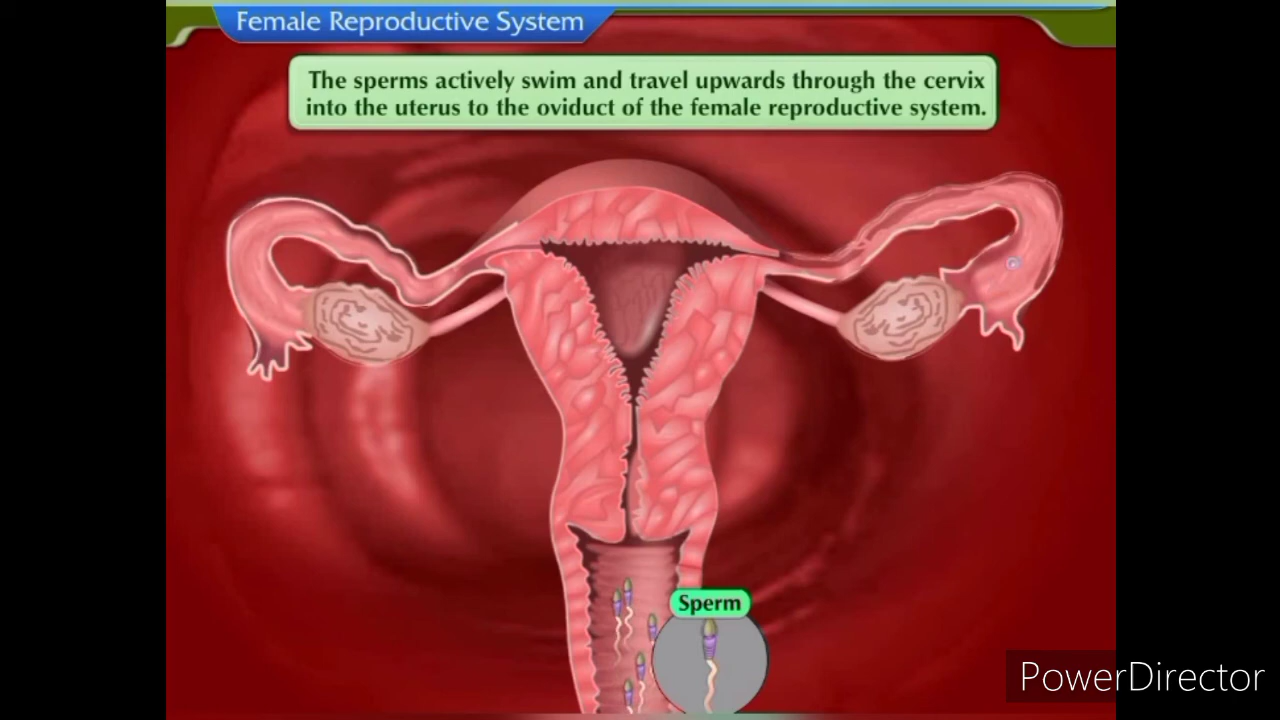 Female Reproductive System
The sperms actively swim and travel upwards through the cervix
into the uterus to the oviduct of the female reproductive system.
Sperm
PowerDirector